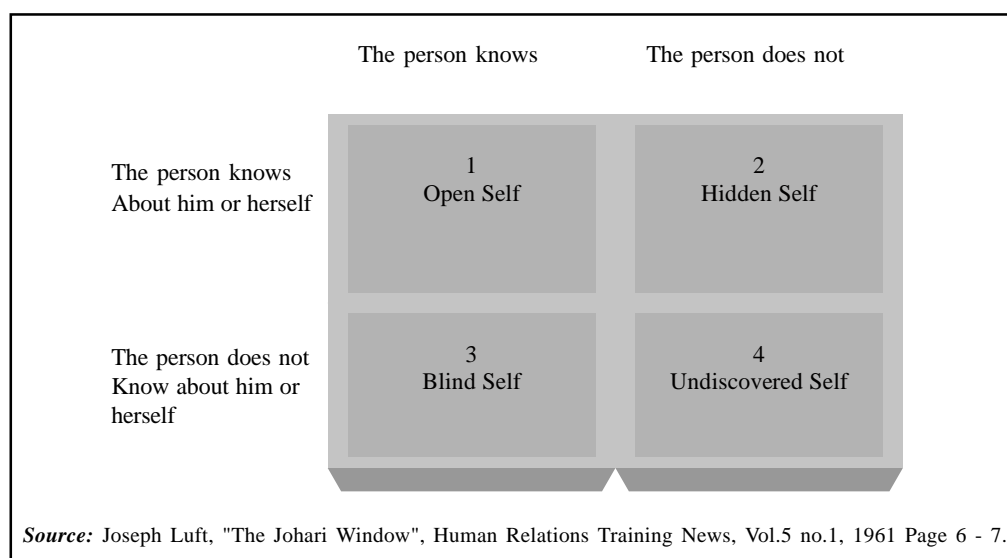 The person knows
The person does not
The person knows
About him or herself
1
Open Self
2
Hidden Self
The person does not
Know about him or
herself
3
Blind Self
4
Undiscovered Self
Source: Joseph Luft, "The Johari Window", Human Relations Training News, Vol.5 no.1, 1961 Page 6 - 7.